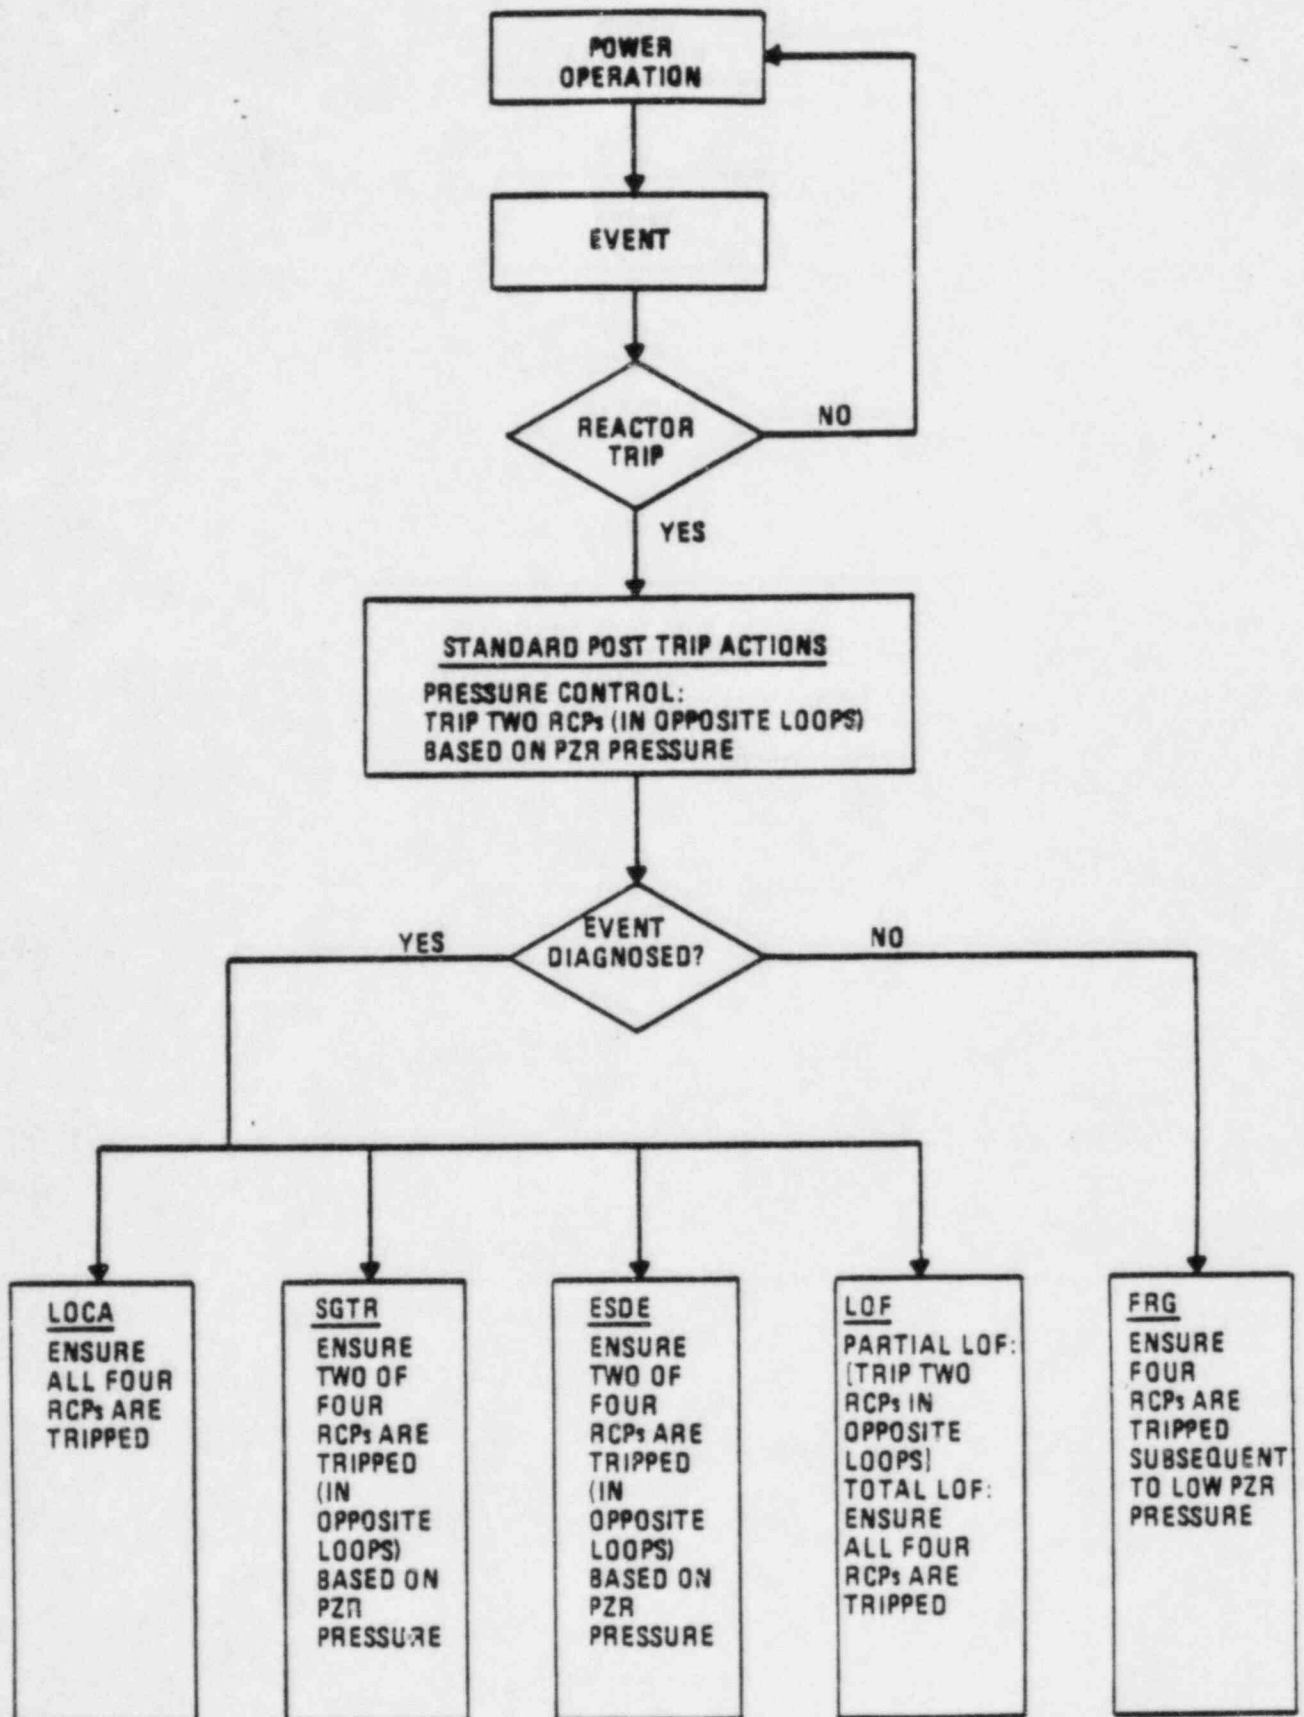 POWER
OPERATION
EVENT
REACTOR
TRIP
NO
YES
STANDARD POST TRIP ACTIONS
PRESSURE CONTROL:
TRIP TWO RCPs (IN OPPOSITE LOOPS)
BASED ON PZR PRESSURE
EVENT
DIAGNOSED?
YES
NO
LOCA
ENSURE
ALL FOUR
RCPs ARE
TRIPPED
SGTR
ENSURE
TWO OF
FOUR
RCPs ARE
TRIPPED
(IN
OPPOSITE
LOOPS)
BASED ON
PZR
PRESSURE
ESDE
ENSURE
TWO OF
FOUR
RCPs ARE
TRIPPED
(IN
OPPOSITE
LOOPS)
BASED ON
PZR
PRESSURE
LOF
PARTIAL LOF:
[TRIP TWO
RCPs IN
OPPOSITE
LOOPS]
TOTAL LOF:
ENSURE
ALL FOUR
RCPs ARE
TRIPPED
FRG
ENSURE
FOUR
RCPs ARE
TRIPPED
SUBSEQUENT
TO LOW PZR
PRESSURE